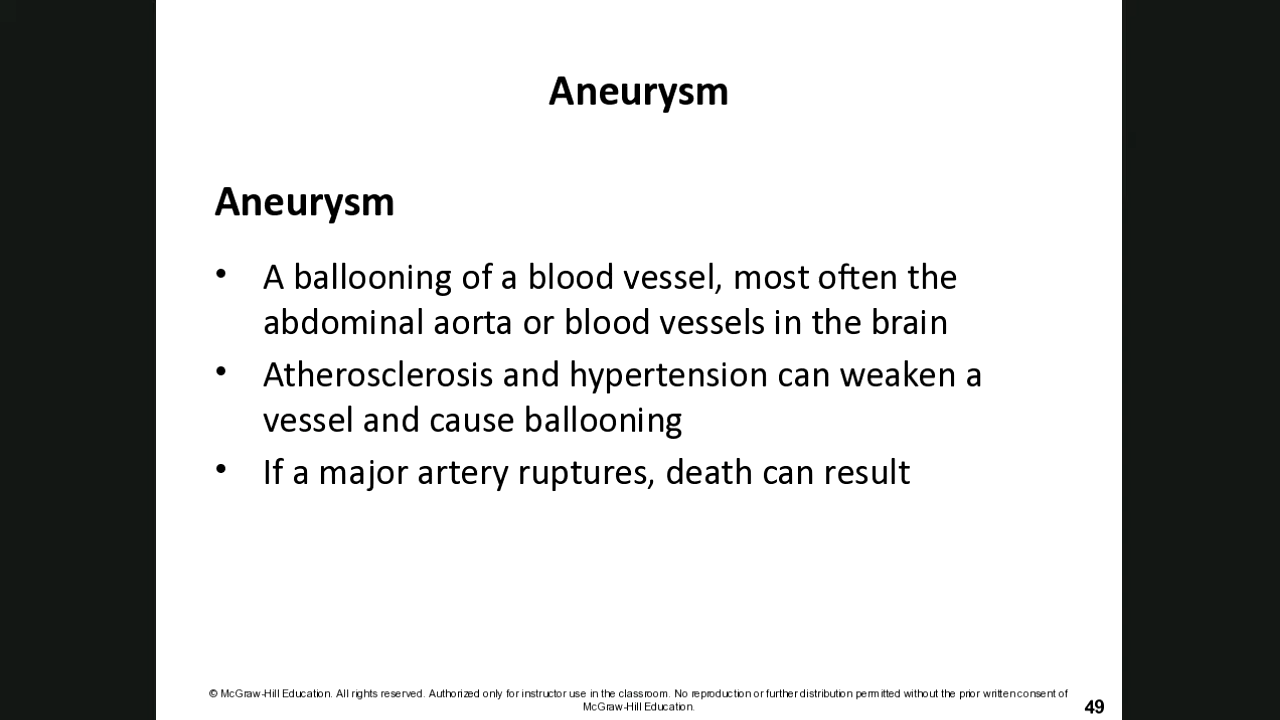 Aneurysm
Aneurysm
• A ballooning of a blood vessel, most often the
abdominal aorta or blood vessels in the brain
• Atherosclerosis and hypertension can weaken a
vessel and cause ballooning
• If a major artery ruptures, death can result
© McGraw-Hill Education. All rights reserved. Authorized only for instructor use in the classroom. No reproduction or further distribution permitted without the prior written consent of
McGraw-Hill Education.
49